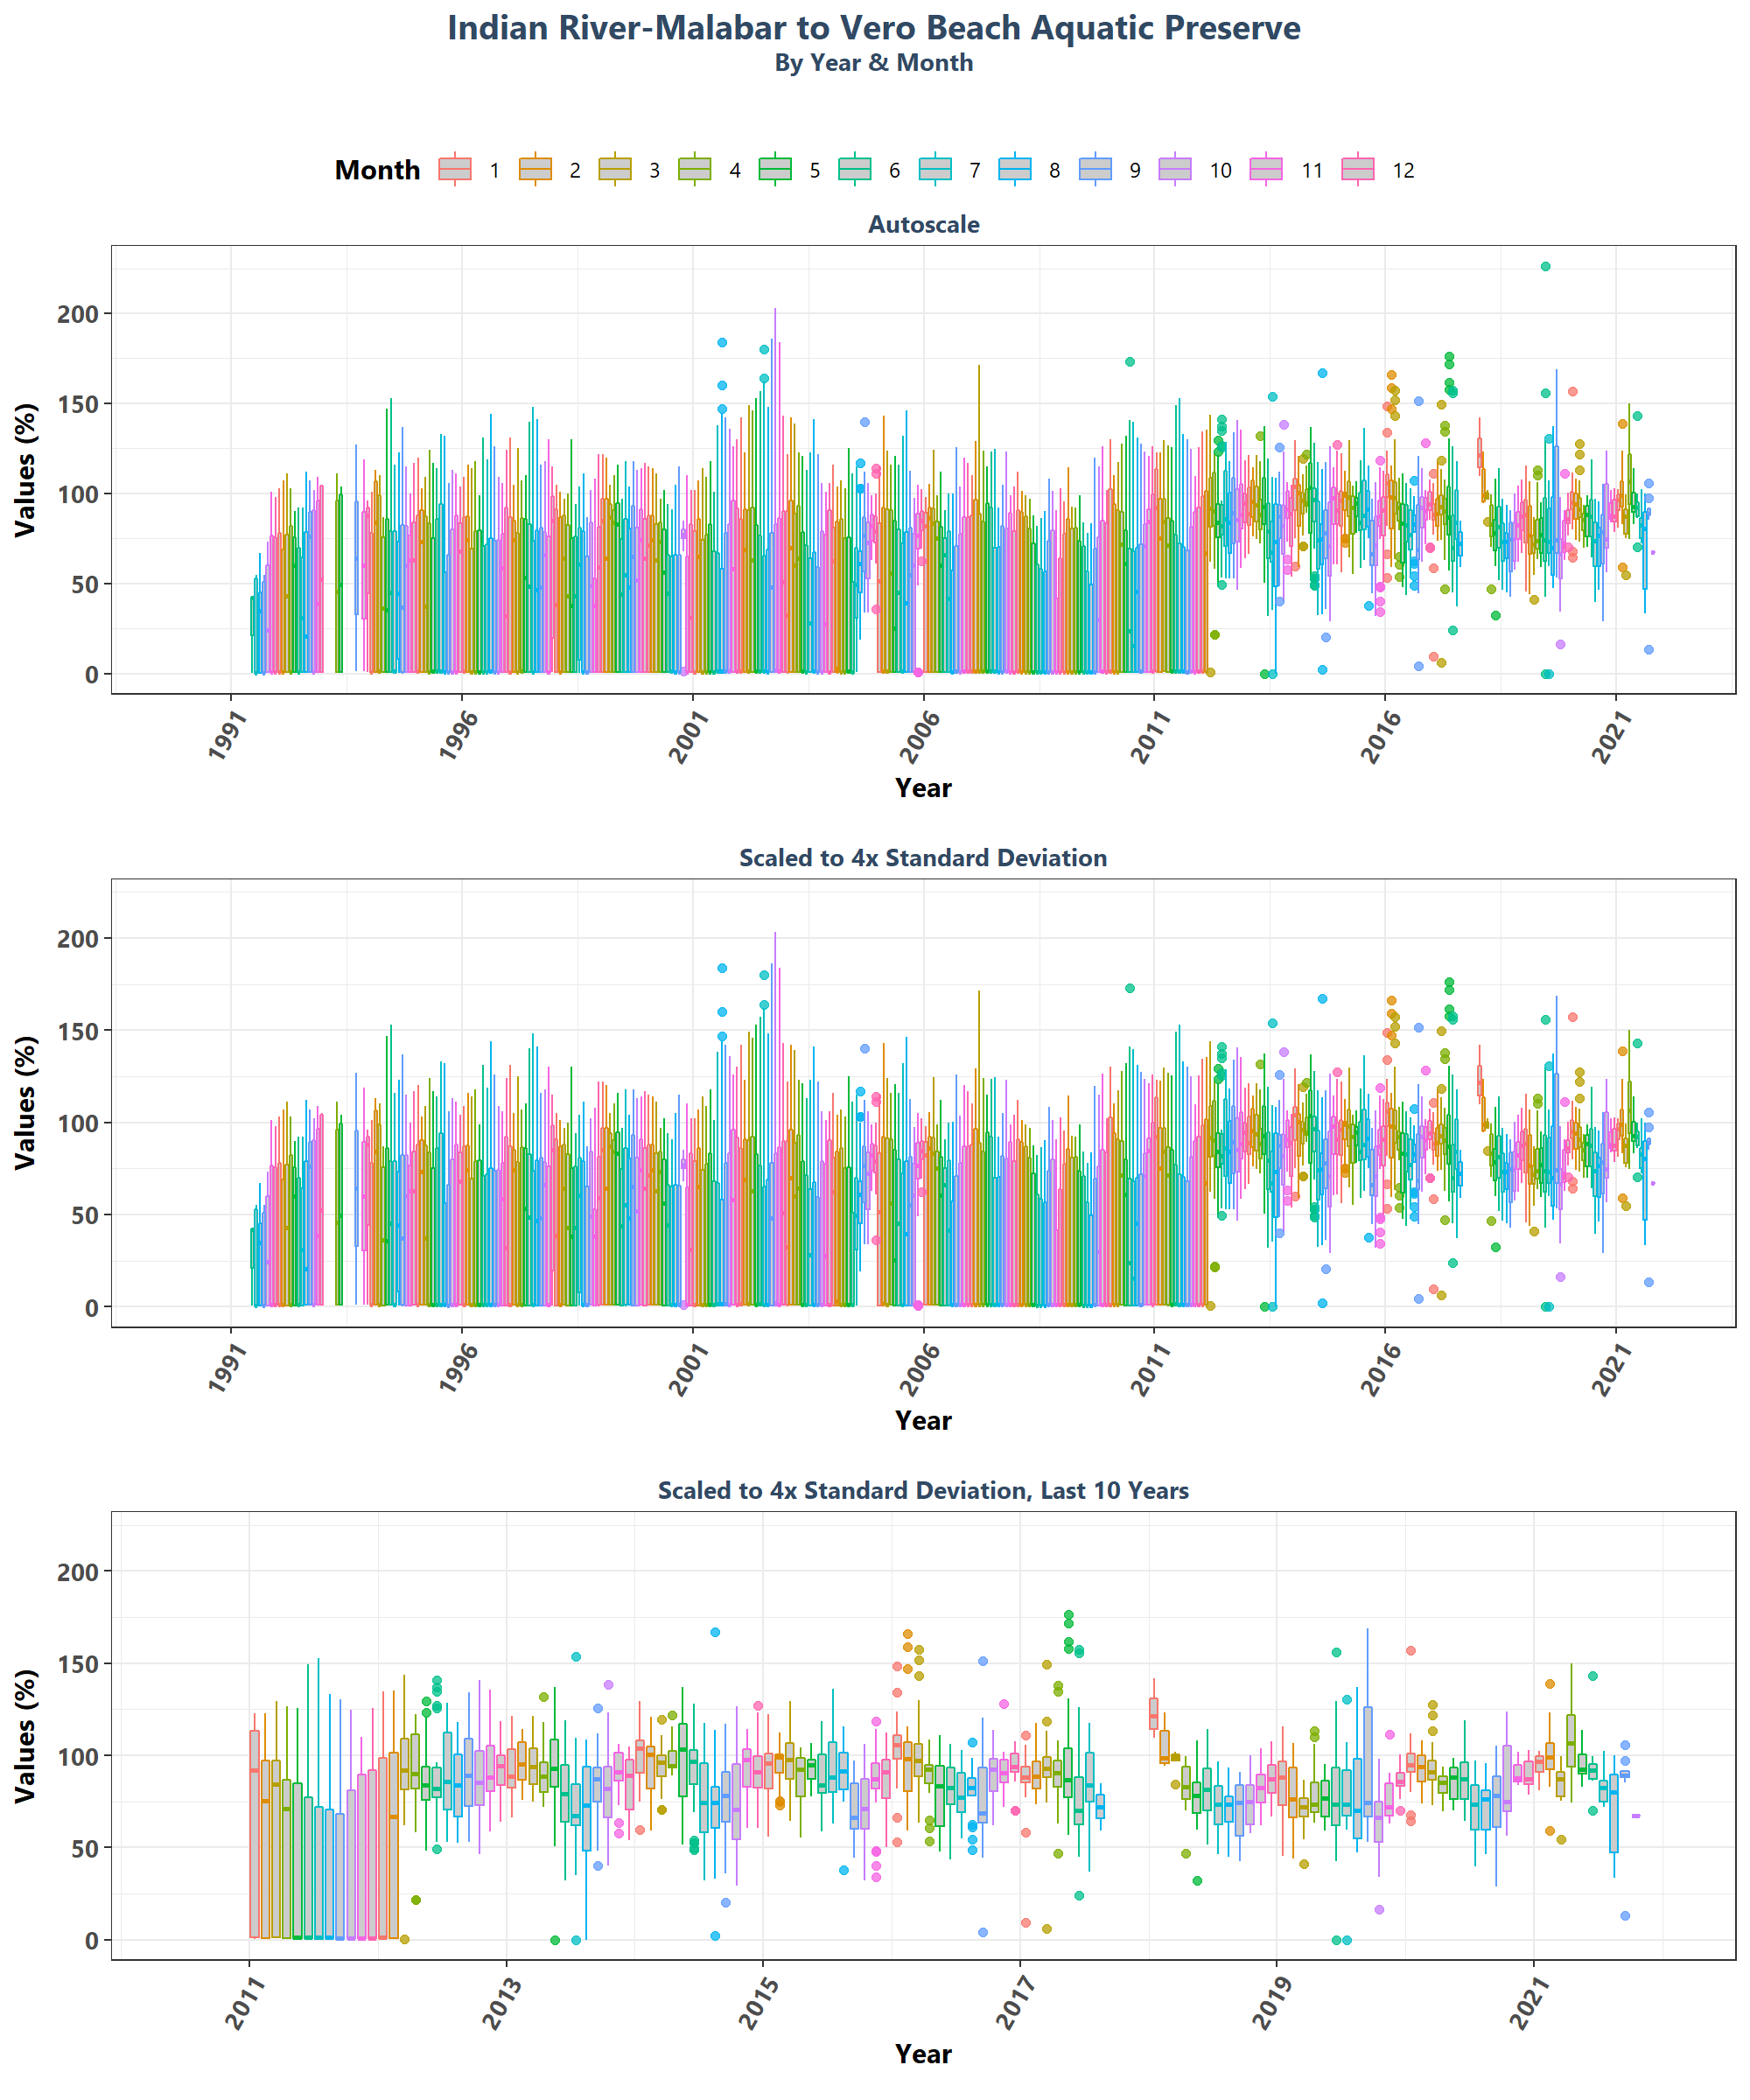 Indian River-Malabar to Vero Beach Aquatic Preserve
By Year & Month
Month 1 2 3 4 5 6 7 8 9 10 11 12
Autoscale
Values (%)
200
150
100
50
0
1991 1996 2001 2006 2011 2016 2021
Year
Scaled to 4x Standard Deviation
Values (%)
200
150
100
50
0
1991 1996 2001 2006 2011 2016 2021
Year
Scaled to 4x Standard Deviation, Last 10 Years
Values (%)
200
150
100
50
0
2011 2013 2015 2017 2019 2021
Year